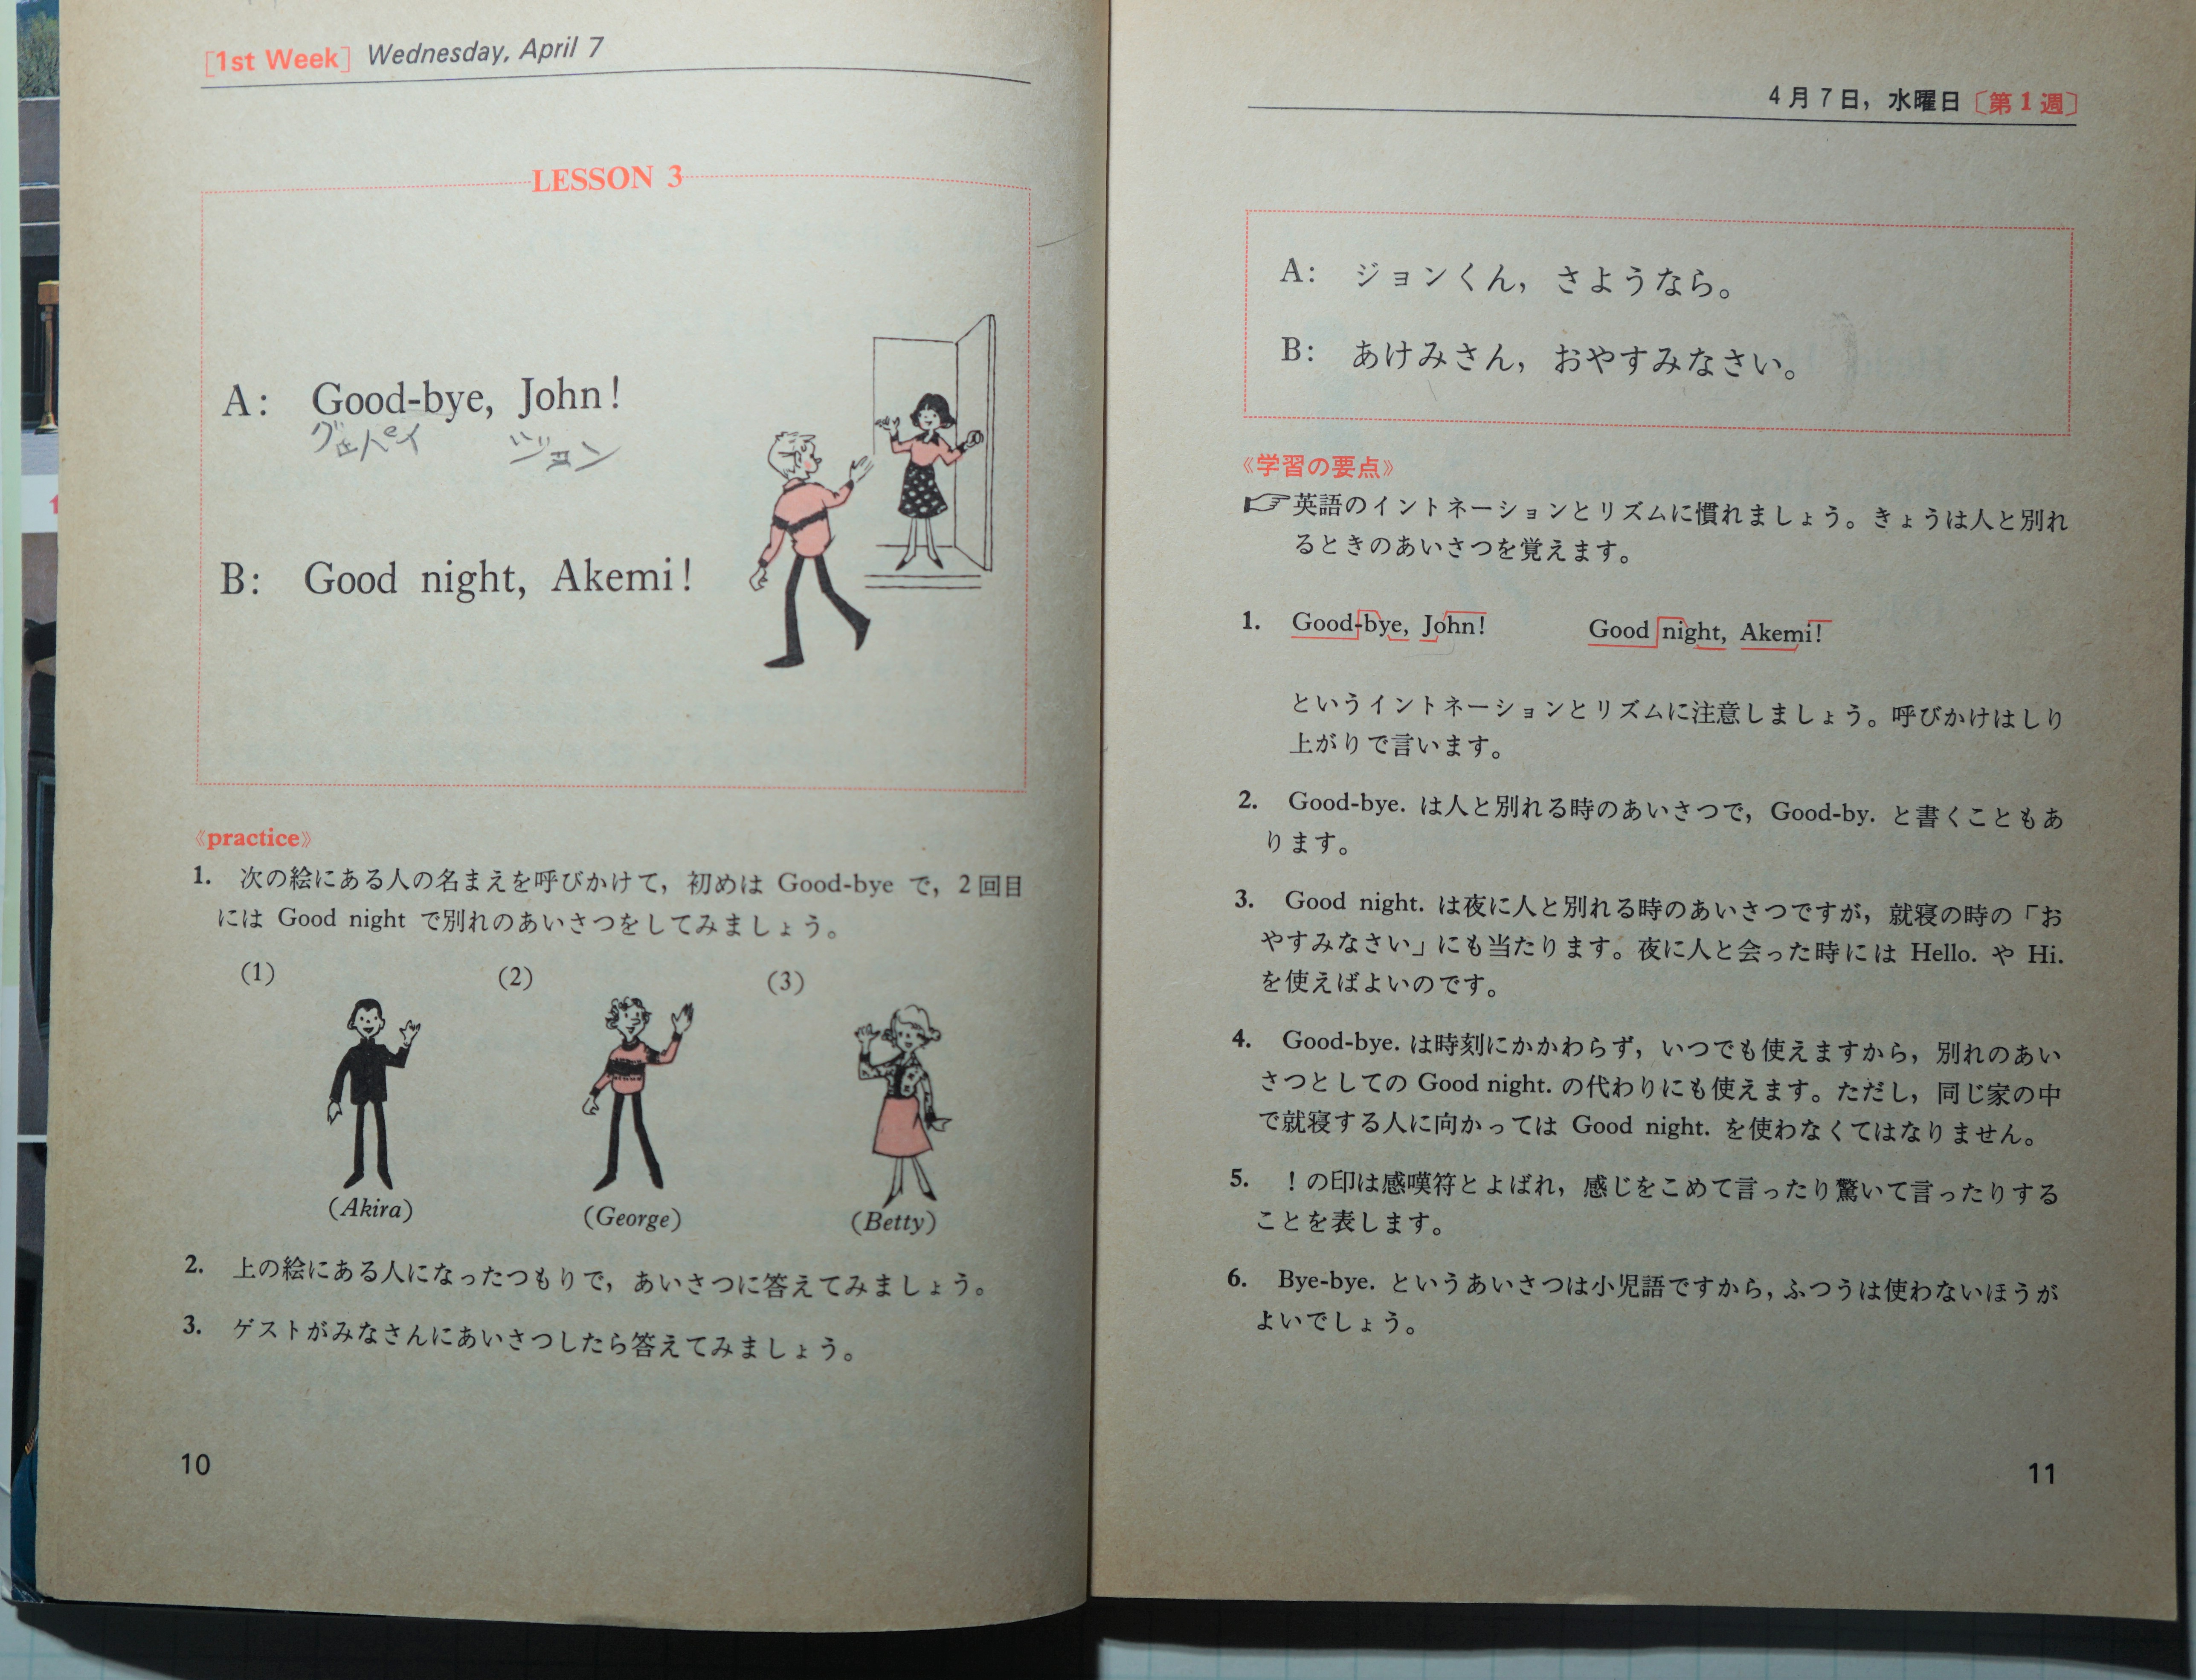 [1st Week] Wednesday, April 7
LESSON 3
A: Good-bye, John!
ジョン
B: Good night, Akemi!
《practice》
1. 次の絵にある人の名まえを呼びかけて，初めは Good-bye で，2回目
には Good night で別れのあいさつをしてみましょう。
(1) (2) (3)
(Akira) (George) (Betty)
2. 上の絵にある人になったつもりで，あいさつに答えてみましょう。
3. ゲストがみなさんにあいさつしたら答えてみましょう。
10
4月7日，水曜日〔第1週〕
A: ジョンくん，さようなら。
B: あけみさん，おやすみなさい。
《学習の要点》
☞英語のイントネーションとリズムに慣れましょう。きょうは人と別れ
るときのあいさつを覚えます。
1. Good-bye, John! Good night, Akemi!
というイントネーションとリズムに注意しましょう。呼びかけはしり
上がりで言います。
2. Good-bye. は人と別れる時のあいさつで，Good-by. と書くこともあ
ります。
3. Good night. は夜に人と別れる時のあいさつですが，就寝の時の「お
やすみなさい」にも当たります。夜に人と会った時には Hello. や Hi.
を使えばよいのです。
4. Good-bye. は時刻にかかわらず，いつでも使えますから，別れのあい
さつとしての Good night. の代わりにも使えます。ただし，同じ家の中
で就寝する人に向かっては Good night. を使わなくてはなりません。
5. ！の印は感嘆符とよばれ，感じをこめて言ったり驚いて言ったりする
ことを表します。
6. Bye-bye. というあいさつは小児語ですから，ふつうは使わないほうが
よいでしょう。
11